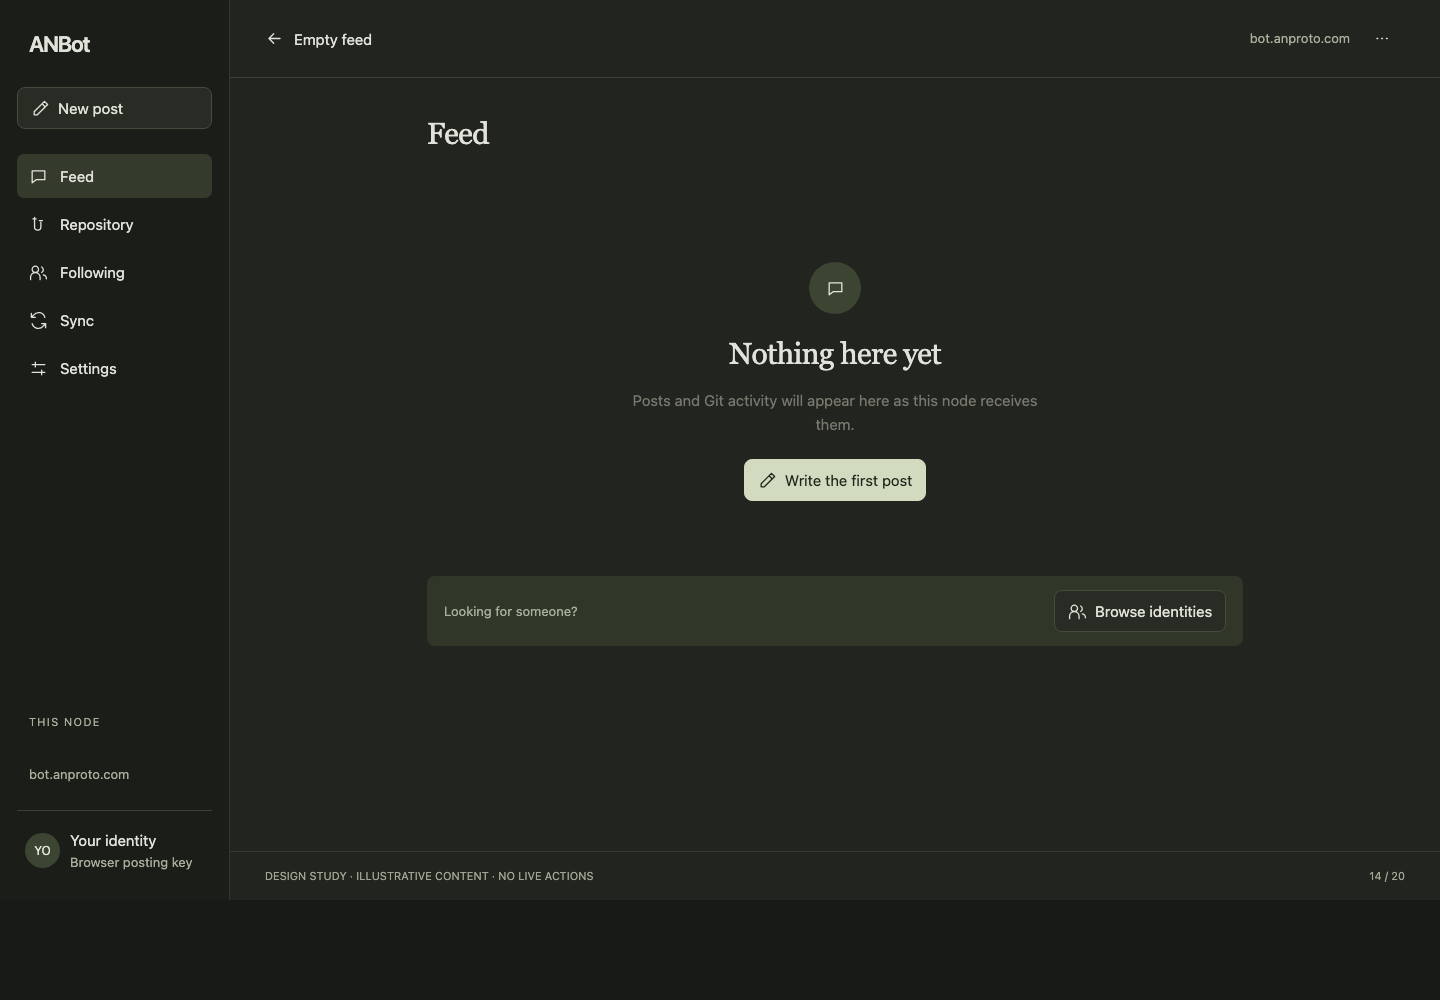 ANBot
New post
Feed
Repository
Following
Sync
Settings
THIS NODE
bot.anproto.com
YO
Your identity
Browser posting key
Empty feed
bot.anproto.com
Feed
Nothing here yet
Posts and Git activity will appear here as this node receives
them.
Write the first post
Looking for someone?
Browse identities
DESIGN STUDY · ILLUSTRATIVE CONTENT · NO LIVE ACTIONS
14 / 20